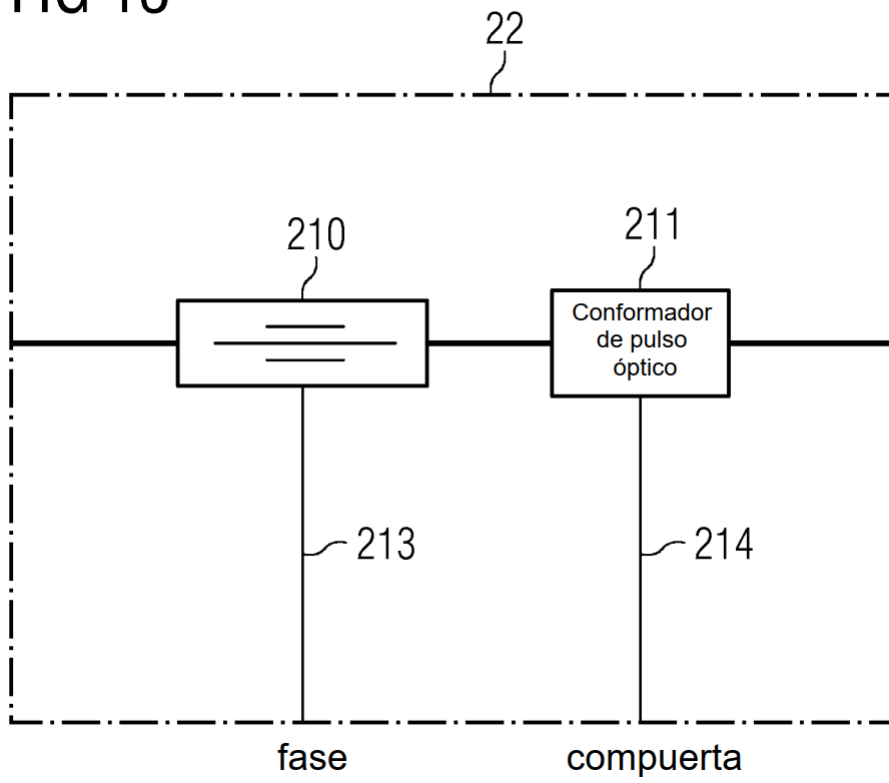 22
210
211
Conformador
de pulso
óptico
213
214
fase
compuerta